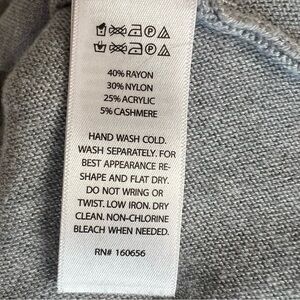 40% RAYON
30% NYLON
25% ACRYLIC
5% CASHMERE
HAND WASH COLD.
WASH SEPARATELY. FOR
BEST APPEARANCE RE-
SHAPE AND FLAT DRY.
DO NOT WRING OR
TWIST. LOW IRON. DRY
CLEAN. NON-CHLORINE
BLEACH WHEN NEEDED.
RN# 160656